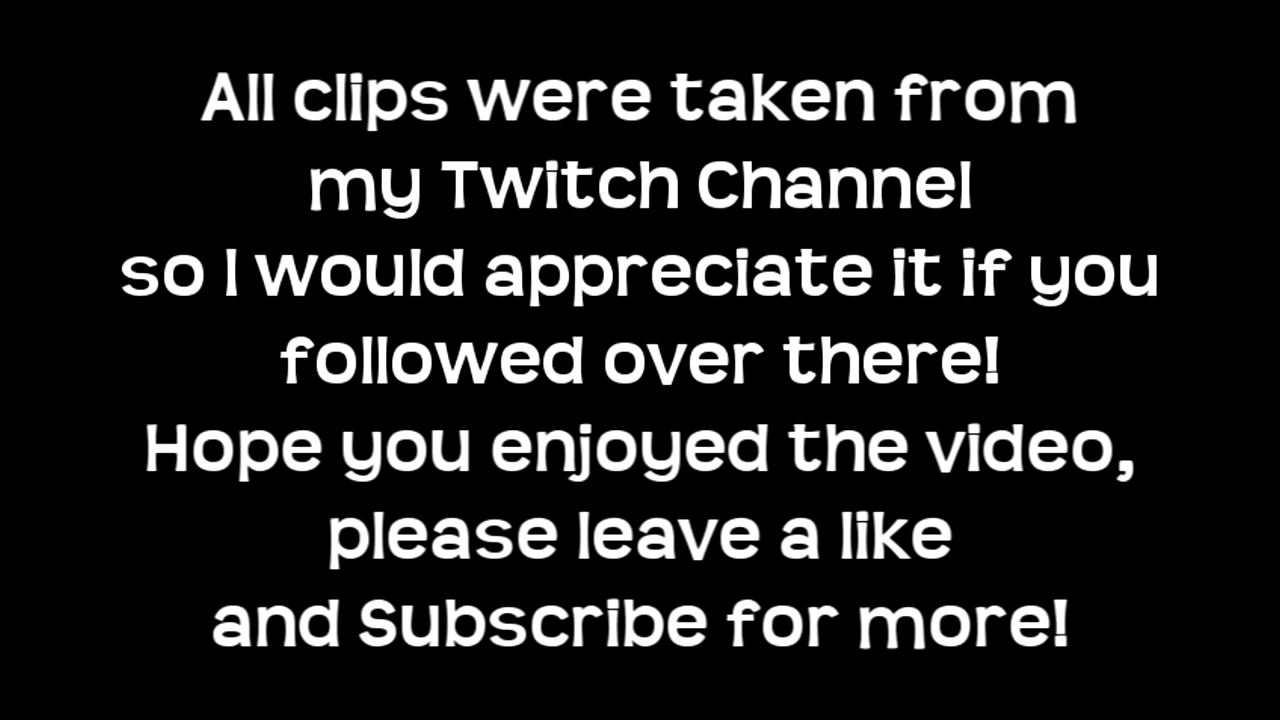 All clips were taken from
my Twitch Channel
so I would appreciate it if you
followed over there!
Hope you enjoyed the video,
please leave a like
and Subscribe for more!